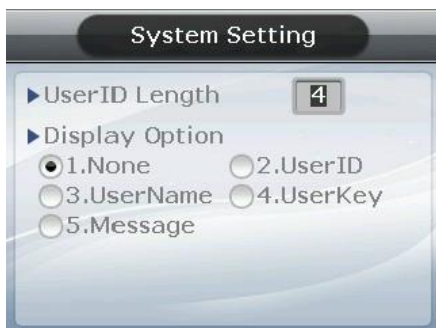 System Setting
UserID Length 4
Display Option
1.None 2.UserID
3.UserName 4.UserKey
5.Message